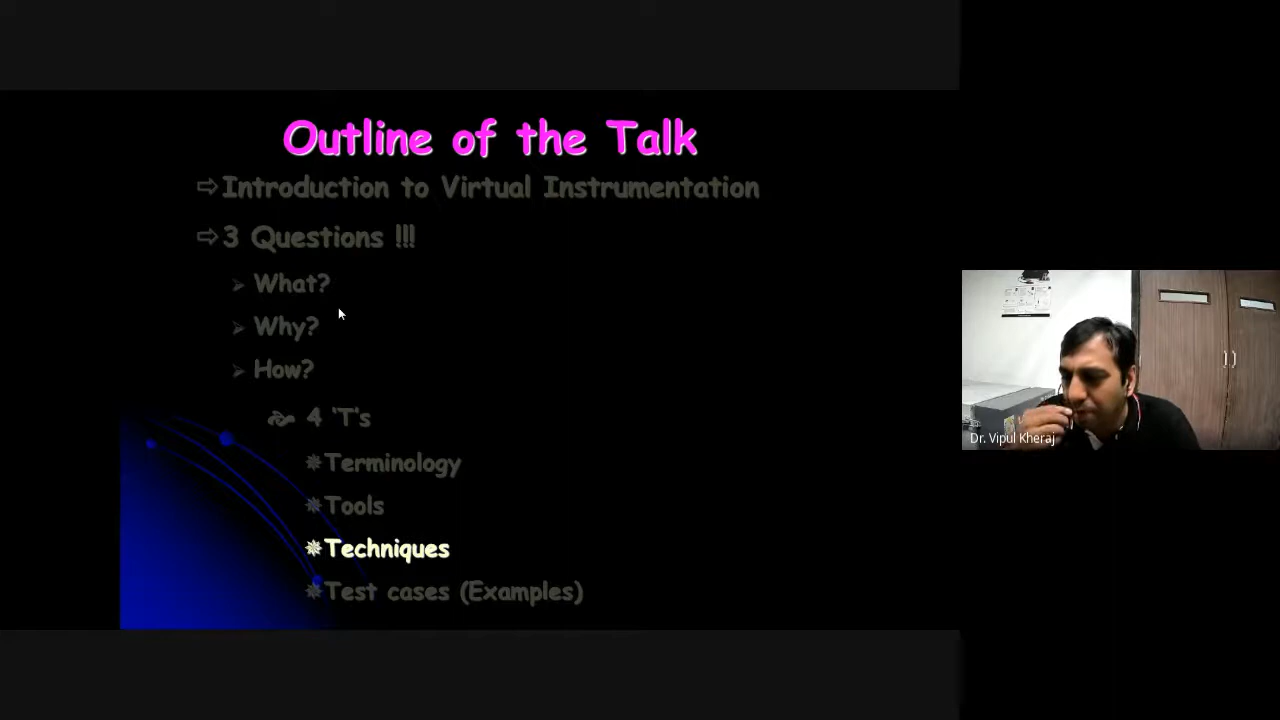 Outline of the Talk
⇨Introduction to Virtual Instrumentation
⇨3 Questions !!!
➢ What?
➢ Why?
➢ How?
4 'T's
Terminology
Tools
Techniques
Test cases (Examples)
Dr. Vipul Kheraj